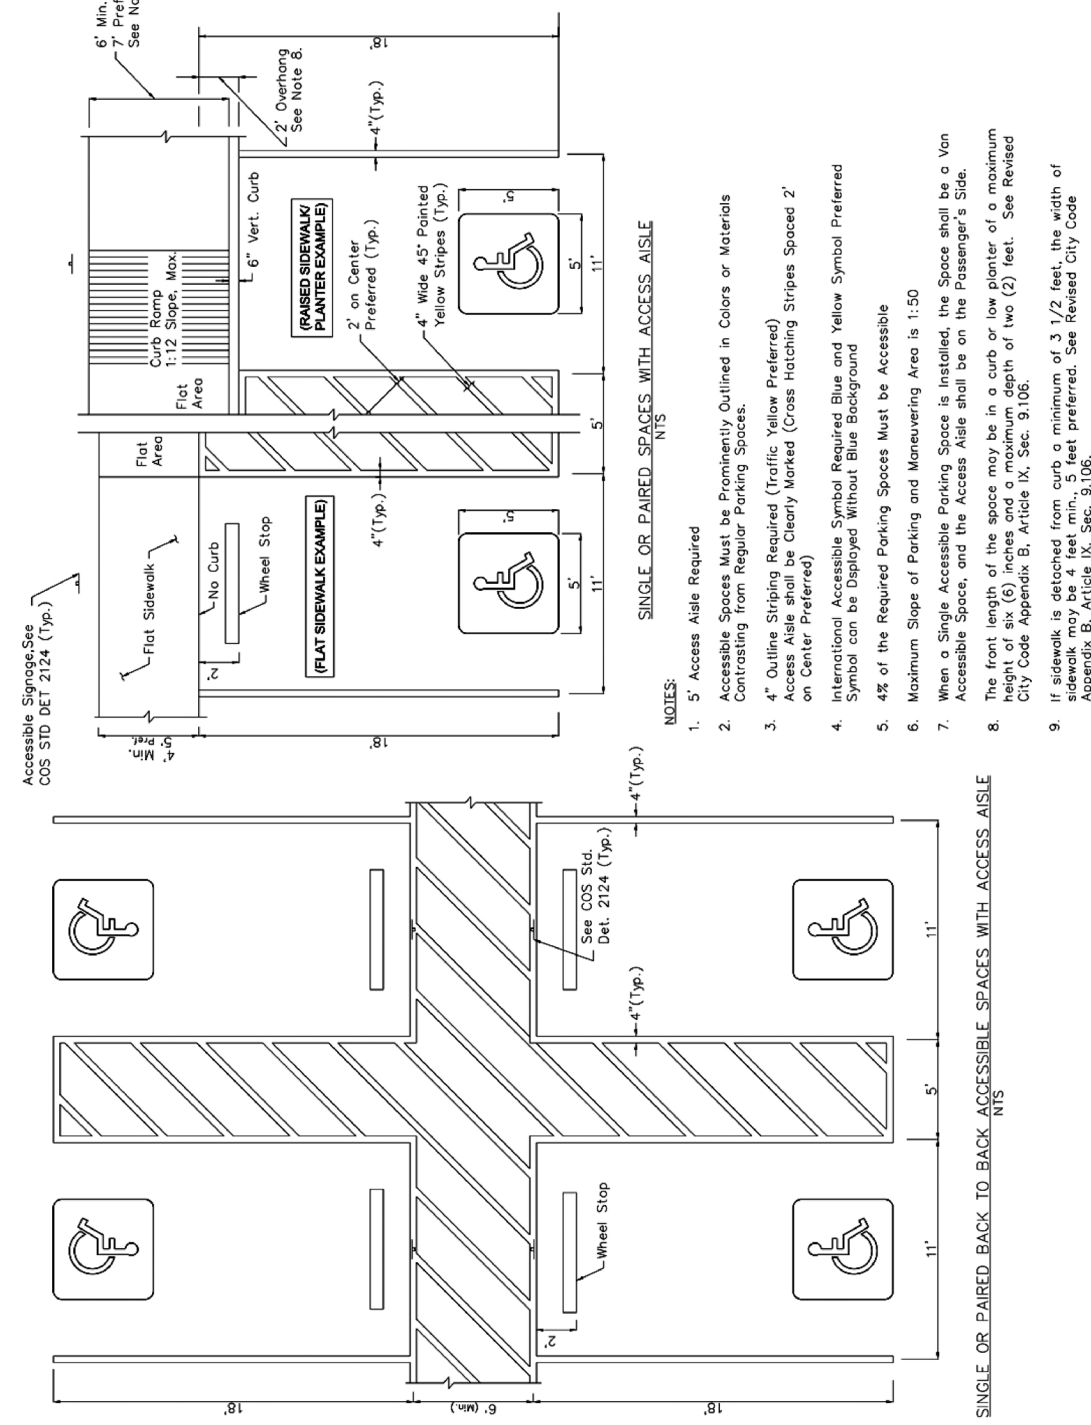 Accessible Signage,See
COS STD DET 2124 (Typ.)
4' Min.
5' Pref.
Flat Sidewalk
Flat
Area
Flat
Area
Curb Ramp
1:12 Slope, Max.
6' Min.
7' Pref
See No
2' Overhang
See Note 8.
18'
18'
No Curb
Wheel Stop
2'
6" Vert. Curb
(FLAT SIDEWALK EXAMPLE)
(RAISED SIDEWALK/
PLANTER EXAMPLE)
2' on Center
Preferred (Typ.)
4" Wide 45° Painted
Yellow Stripes (Typ.)
4"(Typ.)
4"(Typ.)
5'
5'
5'
5'
11'
5'
11'
SINGLE OR PAIRED SPACES WITH ACCESS AISLE
NTS
NOTES:
1. 5' Access Aisle Required
2. Accessible Spaces Must be Prominently Outlined in Colors or Materials
Contrasting from Regular Parking Spaces.
3. 4" Outline Striping Required (Traffic Yellow Preferred)
Access Aisle shall be Clearly Marked (Cross Hatching Stripes Spaced 2'
on Center Preferred)
4. International Accessible Symbol Required Blue and Yellow Symbol Preferred
Symbol can be Dsplayed Without Blue Background
5. 4% of the Required Parking Spaces Must be Accessible
6. Maximum Slope of Parking and Maneuvering Area is 1:50
7. When a Single Accessible Parking Space is Installed, the Space shall be a Van
Accessible Space, and the Access Aisle shall be on the Passenger's Side.
8. The front length of the space may be in a curb or low planter of a maximum
height of six (6) inches and a maximum depth of two (2) feet. See Revised
City Code Appendix B, Article IX, Sec. 9.106.
9. If sidewalk is detached from curb a minimum of 3 1/2 feet, the width of
sidewalk may be 4 feet min., 5 feet preferred. See Revised City Code
Appendix B, Article IX, Sec. 9.106.
18'
6' (Min.)
18'
2'
Wheel Stop
See COS Std.
Det. 2124 (Typ.)
4"(Typ.)
4"(Typ.)
11'
5'
11'
SINGLE OR PAIRED BACK TO BACK ACCESSIBLE SPACES WITH ACCESS AISLE
NTS